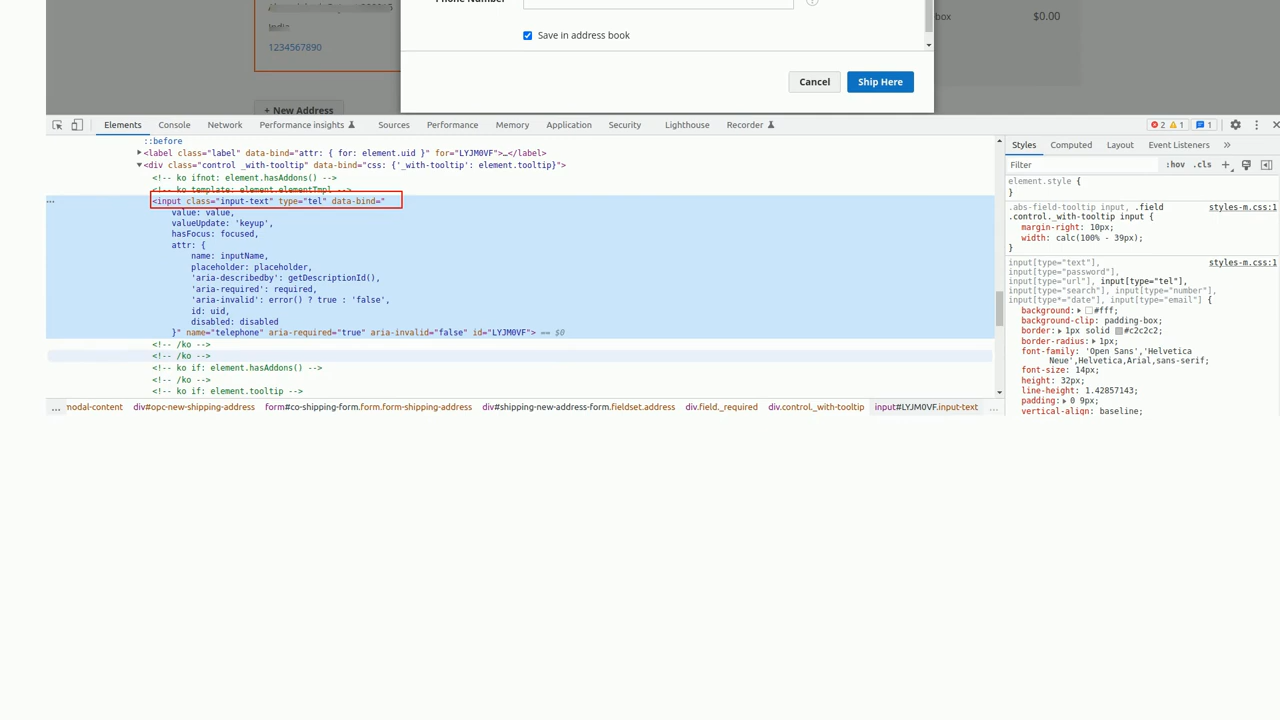 Phone Number
India
1234567890
Save in address book
box $0.00
Cancel Ship Here
+ New Address
Elements Console Network Performance insights Sources Performance Memory Application Security Lighthouse Recorder 2 1 1
::before
<label class="label" data-bind="attr: { for: element.uid }" for="LYJM0VF">…</label>
<div class="control _with-tooltip" data-bind="css: {'_with-tooltip': element.tooltip}">
<!-- ko ifnot: element.hasAddons() -->
<!-- ko template: element.elementTmpl -->
<input class="input-text" type="tel" data-bind="
value: value,
valueUpdate: 'keyup',
hasFocus: focused,
attr: {
name: inputName,
placeholder: placeholder,
'aria-describedby': getDescriptionId(),
'aria-required': required,
'aria-invalid': error() ? true : 'false',
id: uid,
disabled: disabled
}" name="telephone" aria-required="true" aria-invalid="false" id="LYJM0VF"> == $0
<!-- /ko -->
<!-- /ko -->
<!-- ko if: element.hasAddons() -->
<!-- /ko -->
<!-- ko if: element.tooltip -->
... modal-content div#opc-new-shipping-address form#co-shipping-form.form.form-shipping-address div#shipping-new-address-form.fieldset.address div.field._required div.control._with-tooltip input#LYJM0VF.input-text ...
Styles Computed Layout Event Listeners »
Filter :hov .cls +
element.style {
}
.abs-field-tooltip input, .field styles-m.css:1
.control._with-tooltip input {
margin-right: 10px;
width: calc(100% - 39px);
}
input[type="text"], styles-m.css:1
input[type="password"],
input[type="url"], input[type="tel"],
input[type="search"], input[type="number"],
input[type*="date"], input[type="email"] {
background: #fff;
background-clip: padding-box;
border: 1px solid #c2c2c2;
border-radius: 1px;
font-family: 'Open Sans','Helvetica
Neue',Helvetica,Arial,sans-serif;
font-size: 14px;
height: 32px;
line-height: 1.42857143;
padding: 0 9px;
vertical-align: baseline;